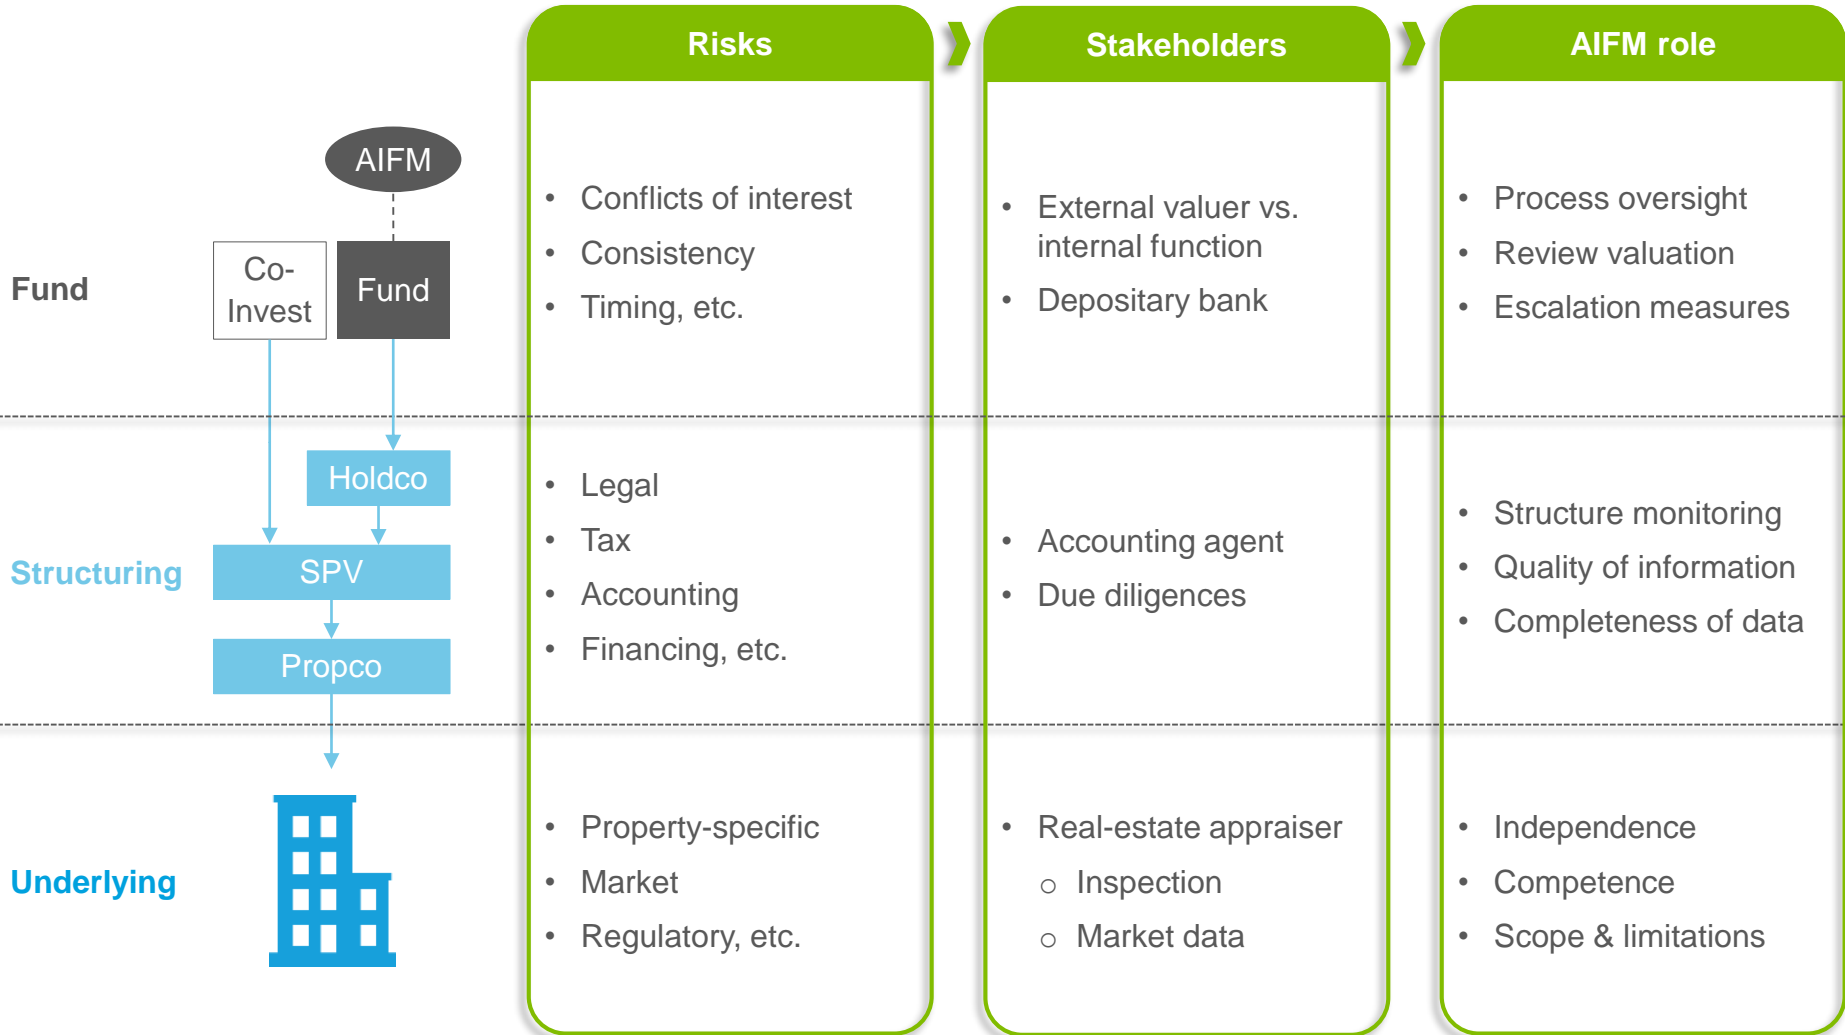 Risks
Stakeholders
AIFM role
Fund
AIFM
Co-
Invest
Fund
• Conflicts of interest
• Consistency
• Timing, etc.
• External valuer vs.
internal function
• Depositary bank
• Process oversight
• Review valuation
• Escalation measures
Structuring
Holdco
SPV
Propco
• Legal
• Tax
• Accounting
• Financing, etc.
• Accounting agent
• Due diligences
• Structure monitoring
• Quality of information
• Completeness of data
Underlying
• Property-specific
• Market
• Regulatory, etc.
• Real-estate appraiser
o Inspection
o Market data
• Independence
• Competence
• Scope & limitations